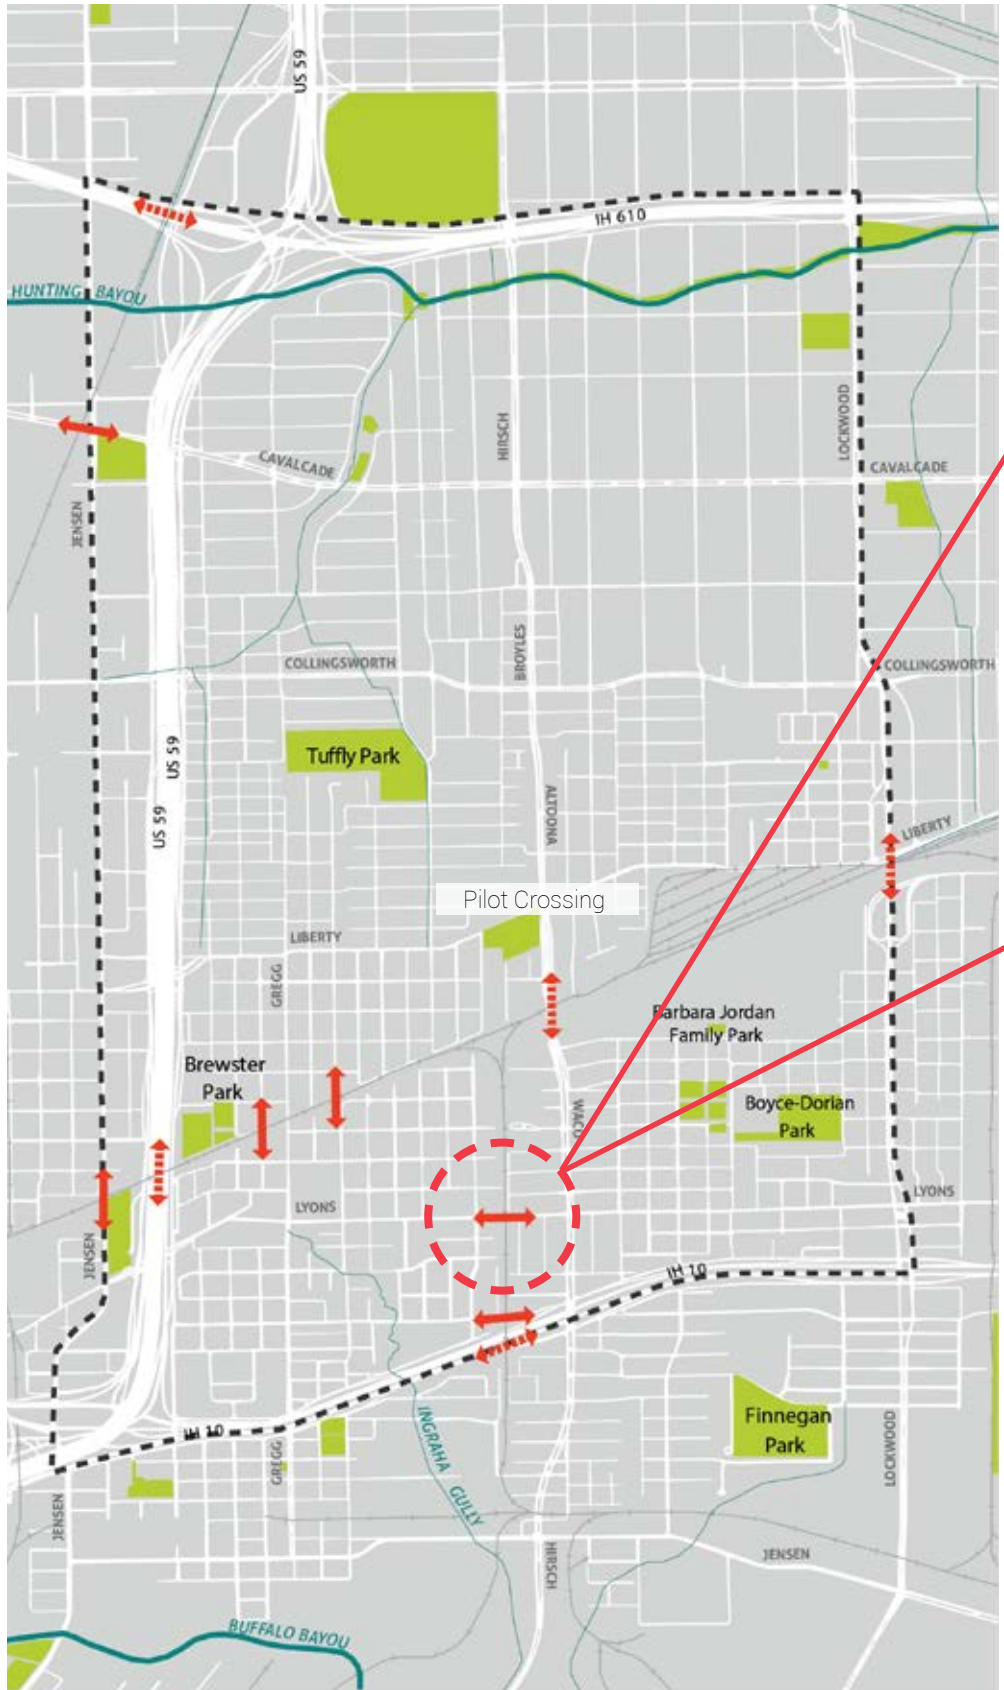 US 59
IH 610
HUNTING BAYOU
HIRSCH
LOCKWOOD
CAVALCADE
CAVALCADE
JENSEN
BROYLES
COLLINGSWORTH
COLLINGSWORTH
US 59
Tuffly Park
US 59
ALTOONA
LIBERTY
Pilot Crossing
LIBERTY
GREGG
Barbara Jordan
Family Park
Brewster
Park
WACO
Boyce-Dorian
Park
LYONS
LYONS
JENSEN
IH 10
Finnegan
Park
IH 10
INGRAHA GULLY
GREGG
LOCKWOOD
JENSEN
HIRSCH
JENSEN
BUFFALO BAYOU